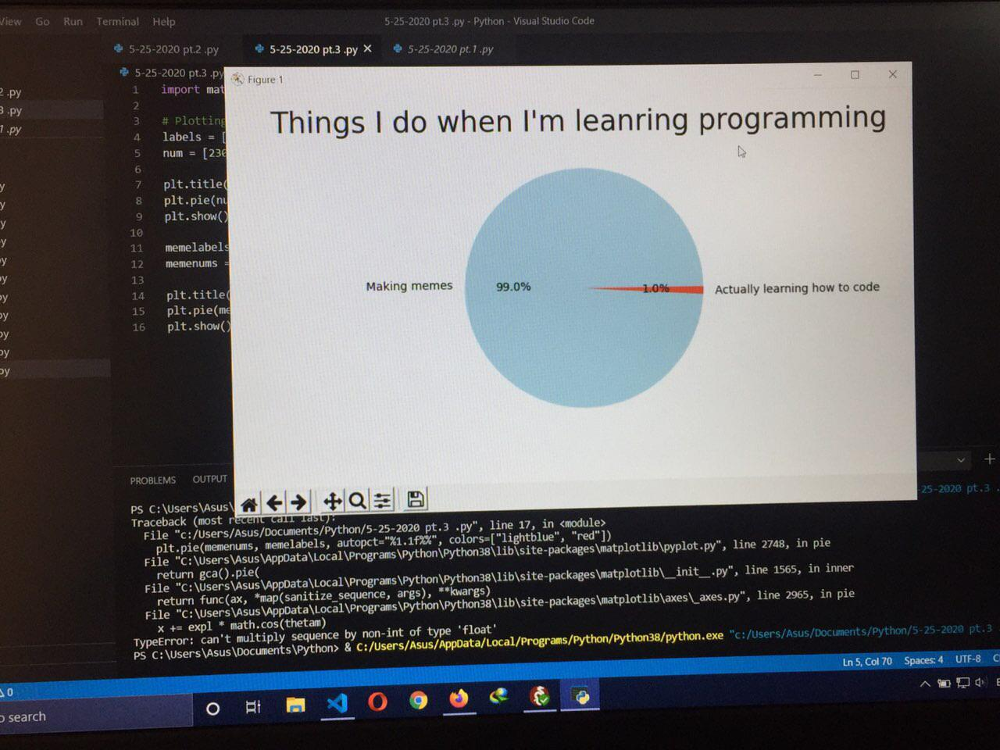 View Go Run Terminal Help 5-25-2020 pt.3 .py - Python - Visual Studio Code
5-25-2020 pt.2 .py 5-25-2020 pt.3 .py 5-25-2020 pt.1 .py
5-25-2020 pt.3 .py
2 .py
3 .py
1 .py
y
y
y
y
y
py
py
py
py
py
py
1 import mat
2
3 # Plotting
4 labels = [
5 num = [230
6
7 plt.title(
8 plt.pie(nu
9 plt.show()
10
11 memelabels
12 memenums =
13
14 plt.title(
15 plt.pie(me
16 plt.show()
Figure 1
Things I do when I'm leanring programming
Making memes 99.0% 1.0% Actually learning how to code
PROBLEMS OUTPUT
PS C:\Users\Asus\
-25-2020 pt.3 .
Traceback (most recent call last):
File "c:/Users/Asus/Documents/Python/5-25-2020 pt.3 .py", line 17, in <module>
plt.pie(memenums, memelabels, autopct="%1.1f%%", colors=["lightblue", "red"])
File "C:\Users\Asus\AppData\Local\Programs\Python\Python38\lib\site-packages\matplotlib\pyplot.py", line 2748, in pie
return gca().pie(
File "C:\Users\Asus\AppData\Local\Programs\Python\Python38\lib\site-packages\matplotlib\__init__.py", line 1565, in inner
return func(ax, *map(sanitize_sequence, args), **kwargs)
File "C:\Users\Asus\AppData\Local\Programs\Python\Python38\lib\site-packages\matplotlib\axes\_axes.py", line 2965, in pie
x += expl * math.cos(thetam)
TypeError: can't multiply sequence by non-int of type 'float'
PS C:\Users\Asus\Documents\Python> & C:/Users/Asus/AppData/Local/Programs/Python/Python38/python.exe "c:/Users/Asus/Documents/Python/5-25-2020 pt.3
0 Ln 5, Col 70 Spaces: 4 UTF-8 C
o search